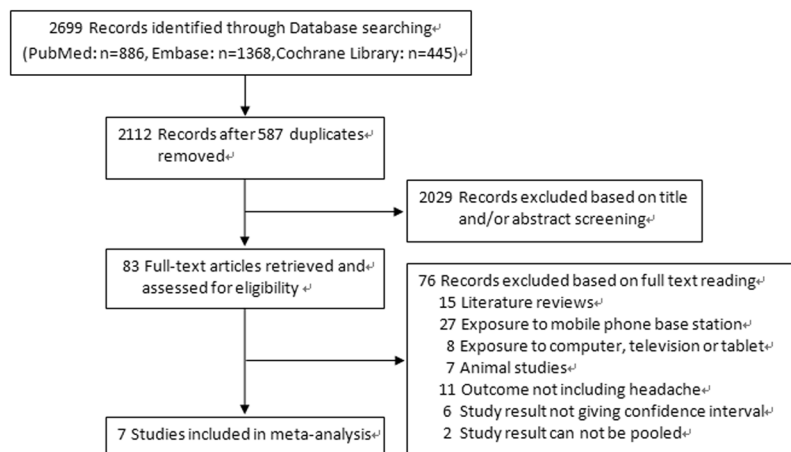 2699 Records identified through Database searching
(PubMed: n=886, Embase: n=1368,Cochrane Library: n=445)
2112 Records after 587 duplicates
removed
2029 Records excluded based on title
and/or abstract screening
83 Full-text articles retrieved and
assessed for eligibility
76 Records excluded based on full text reading
15 Literature reviews
27 Exposure to mobile phone base station
8 Exposure to computer, television or tablet
7 Animal studies
11 Outcome not including headache
6 Study result not giving confidence interval
2 Study result can not be pooled
7 Studies included in meta-analysis